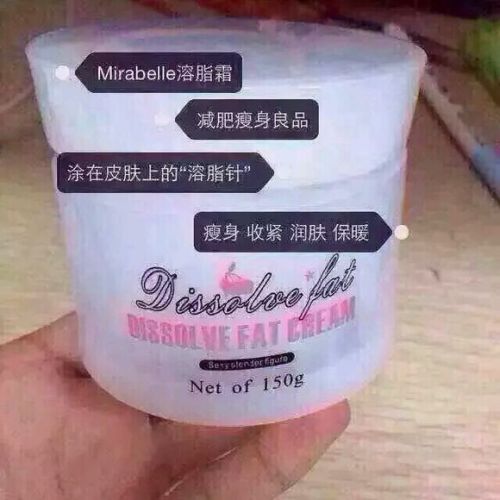 Mirabelle溶脂霜
减肥瘦身良品
涂在皮肤上的“溶脂针”
瘦身 收紧 润肤 保暖
Dissolve fat
DISSOLVE FAT CREAM
Sexy slender figure
Net of 150g